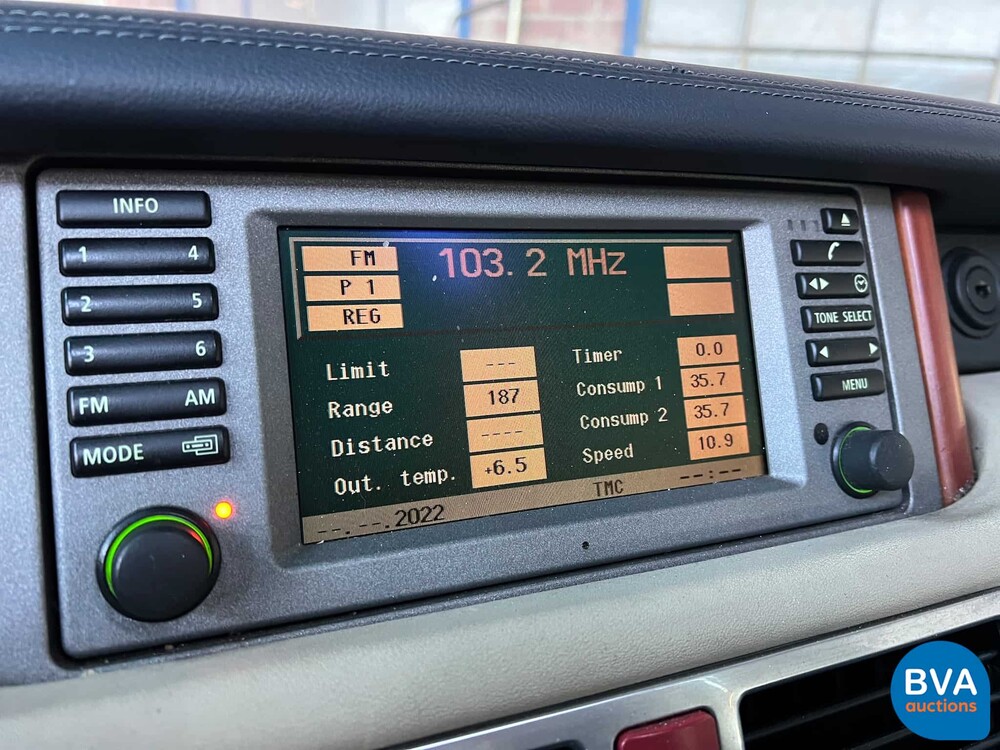 INFO
1 4
2 5
3 6
FM AM
MODE
FM 103.2 MHz
P 1
REG
Limit ---
Range 187
Distance ----
Out. temp. +6.5
Timer 0.0
Consump 1 35.7
Consump 2 35.7
Speed 10.9
--.--.2022 TMC --:--
TONE SELECT
MENU
BVA
auctions